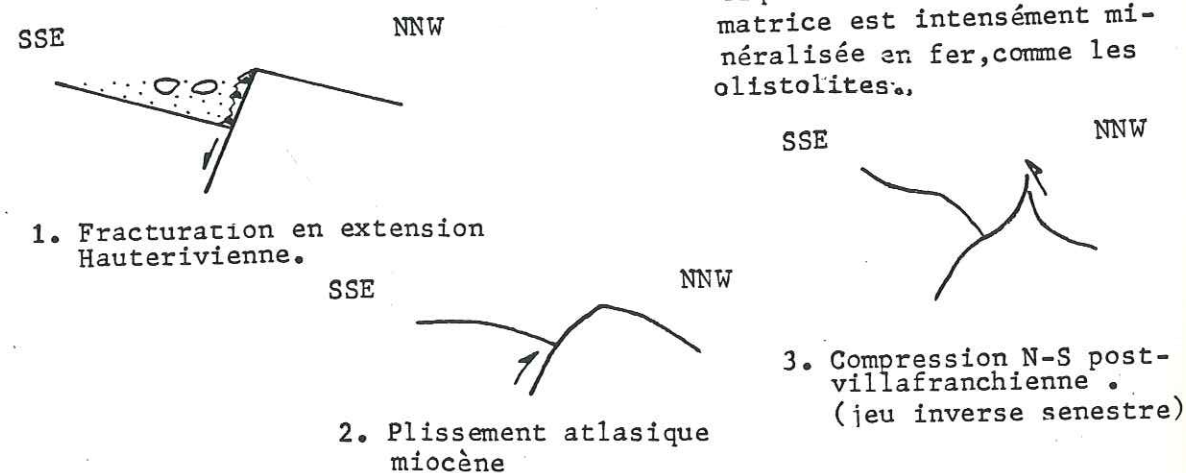 SSE NNW
matrice est intensément mi-
néralisée en fer,comme les
olistolites.,
1. Fracturation en extension
Hauterivienne.
SSE NNW
2. Plissement atlasique
miocène
SSE NNW
3. Compression N-S post-
villafranchienne .
(jeu inverse senestre)